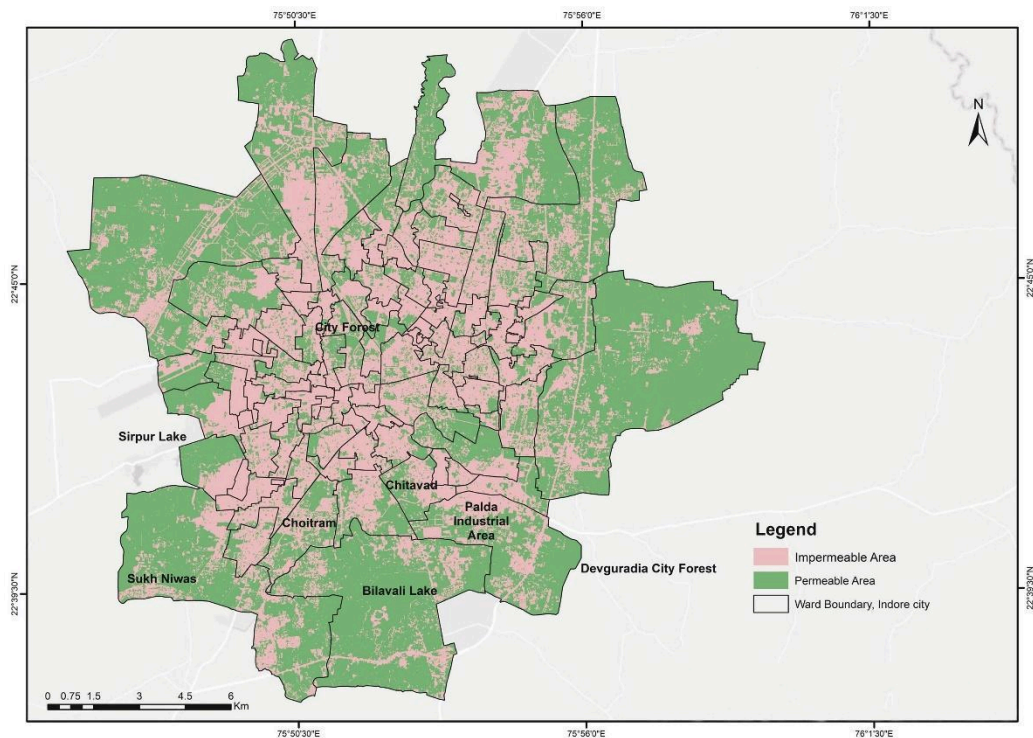 75°50'30"E
75°56'0"E
76°1'30"E
N
22°45'0"N
22°45'0"N
City Forest
Sirpur Lake
Chitavad
Palda
Industrial
Area
Choitram
Legend
Impermeable Area
Devguradia City Forest
Sukh Niwas
Permeable Area
Bilavali Lake
Ward Boundary, Indore city
22°39'30"N
22°39'30"N
0 0.75 1.5 3 4.5 6
Km
75°50'30"E
75°56'0"E
76°1'30"E